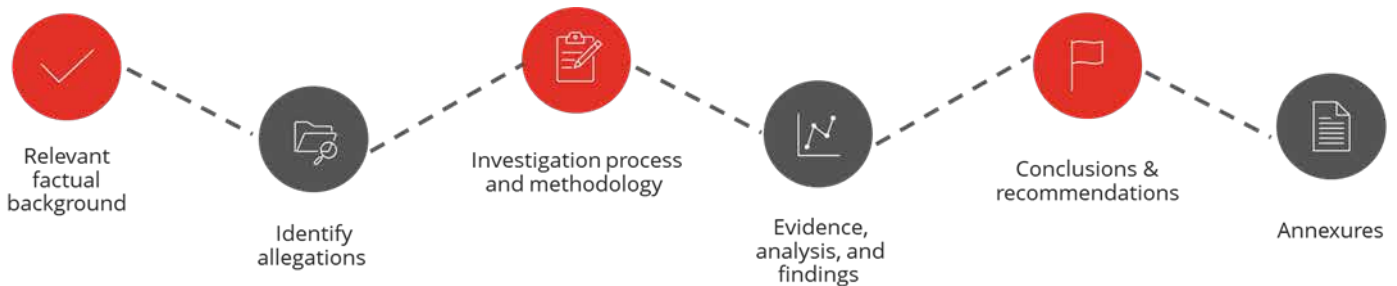 Relevant
factual
background
Identify
allegations
Investigation process
and methodology
Evidence,
analysis, and
findings
Conclusions &
recommendations
Annexures